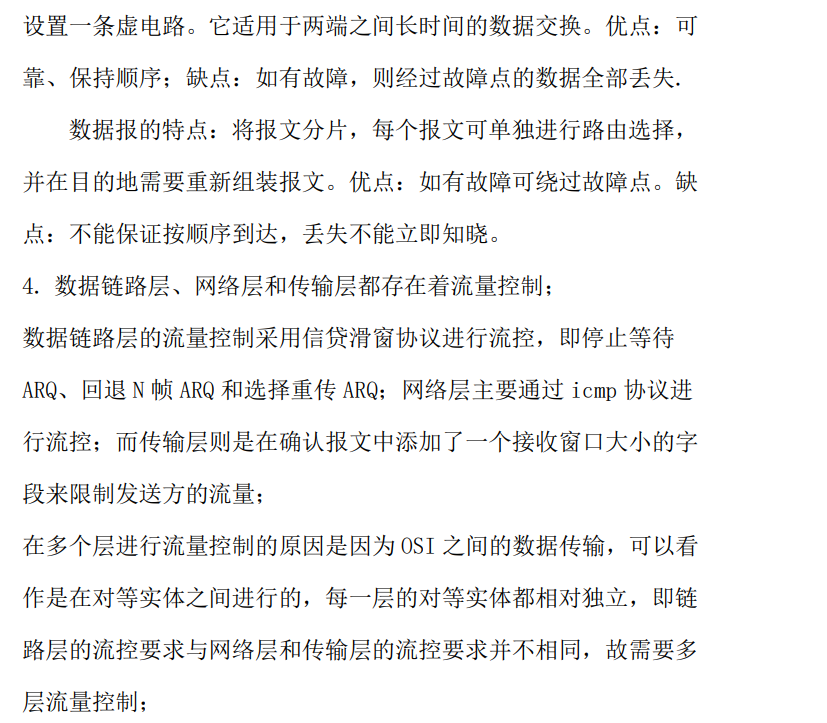 设置一条虚电路。它适用于两端之间长时间的数据交换。优点：可
靠、保持顺序；缺点：如有故障，则经过故障点的数据全部丢失.
数据报的特点：将报文分片，每个报文可单独进行路由选择，
并在目的地需要重新组装报文。优点：如有故障可绕过故障点。缺
点：不能保证按顺序到达，丢失不能立即知晓。
4. 数据链路层、网络层和传输层都存在着流量控制；
数据链路层的流量控制采用信贷滑窗协议进行流控，即停止等待
ARQ、回退 N 帧 ARQ 和选择重传 ARQ；网络层主要通过 icmp 协议进
行流控；而传输层则是在确认报文中添加了一个接收窗口大小的字
段来限制发送方的流量；
在多个层进行流量控制的原因是因为 OSI 之间的数据传输，可以看
作是在对等实体之间进行的，每一层的对等实体都相对独立，即链
路层的流控要求与网络层和传输层的流控要求并不相同，故需要多
层流量控制；